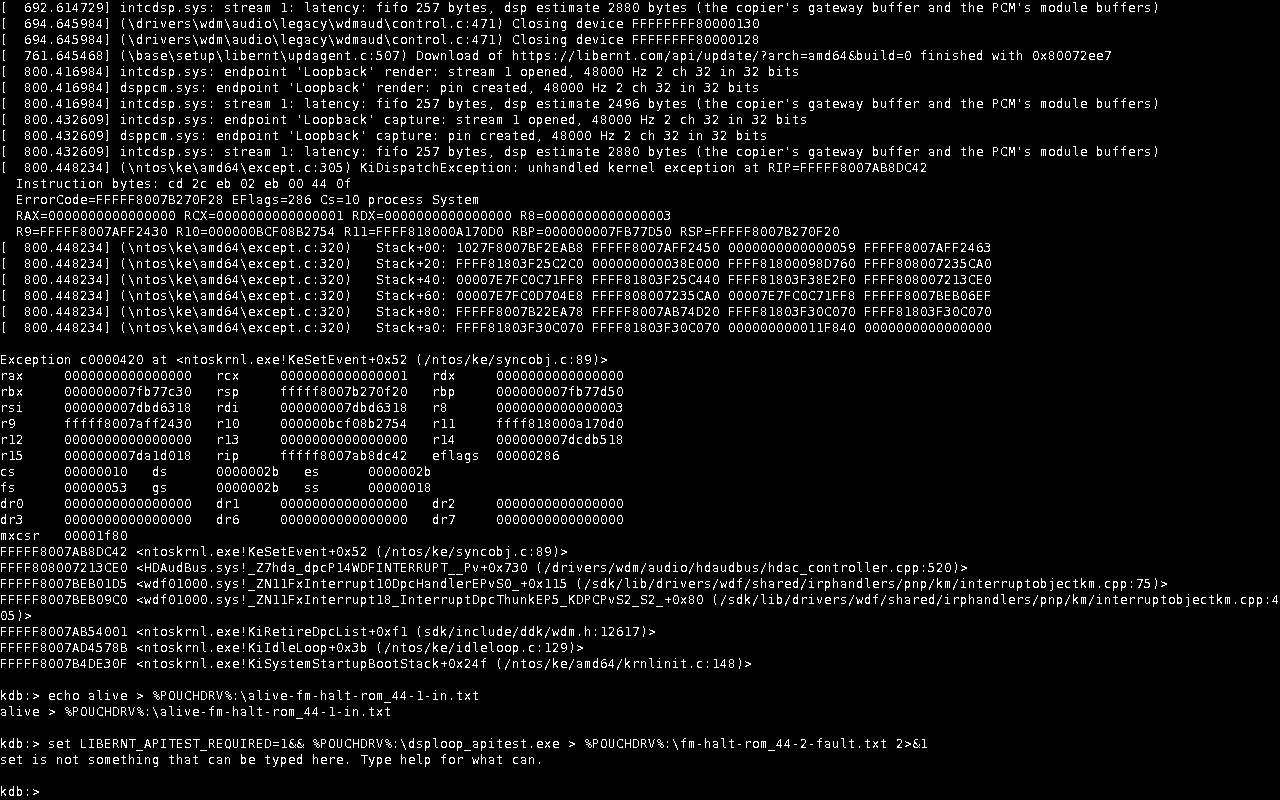 [  692.614729] intcdsp.sys: stream 1: latency: fifo 257 bytes, dsp estimate 2880 bytes (the copier's gateway buffer and the PCM's module buffers)
[  694.645984] (\drivers\wdm\audio\legacy\wdmaud\control.c:471) Closing device FFFFFFFF80000130
[  694.645984] (\drivers\wdm\audio\legacy\wdmaud\control.c:471) Closing device FFFFFFFF80000128
[  761.645468] (\base\setup\libernt\updagent.c:507) Download of https://libernt.com/api/update/?arch=amd64&build=0 finished with 0x80072ee7
[  800.416984] intcdsp.sys: endpoint 'Loopback' render: stream 1 opened, 48000 Hz 2 ch 32 in 32 bits
[  800.416984] dsppcm.sys: endpoint 'Loopback' render: pin created, 48000 Hz 2 ch 32 in 32 bits
[  800.416984] intcdsp.sys: stream 1: latency: fifo 257 bytes, dsp estimate 2496 bytes (the copier's gateway buffer and the PCM's module buffers)
[  800.432609] intcdsp.sys: endpoint 'Loopback' capture: stream 1 opened, 48000 Hz 2 ch 32 in 32 bits
[  800.432609] dsppcm.sys: endpoint 'Loopback' capture: pin created, 48000 Hz 2 ch 32 in 32 bits
[  800.432609] intcdsp.sys: stream 1: latency: fifo 257 bytes, dsp estimate 2880 bytes (the copier's gateway buffer and the PCM's module buffers)
[  800.448234] (\ntos\ke\amd64\except.c:305) KiDispatchException: unhandled kernel exception at RIP=FFFFF8007AB8DC42
  Instruction bytes: cd 2c eb 02 eb 00 44 0f
  ErrorCode=FFFFF8007B270F28 EFlags=286 Cs=10 process System
  RAX=0000000000000000 RCX=0000000000000001 RDX=0000000000000000 R8=0000000000000003
  R9=FFFFF8007AFF2430 R10=000000BCF08B2754 R11=FFFF818000A170D0 RBP=000000007FB77D50 RSP=FFFFF8007B270F20
[  800.448234] (\ntos\ke\amd64\except.c:320)   Stack+00: 1027F8007BF2EAB8 FFFFF8007AFF2450 0000000000000059 FFFFF8007AFF2463
[  800.448234] (\ntos\ke\amd64\except.c:320)   Stack+20: FFFF81803F25C2C0 000000000038E000 FFFF81800098D760 FFFF808007235CA0
[  800.448234] (\ntos\ke\amd64\except.c:320)   Stack+40: 00007E7FC0C71FF8 FFFF81803F25C440 FFFF81803F38E2F0 FFFF808007213CE0
[  800.448234] (\ntos\ke\amd64\except.c:320)   Stack+60: 00007E7FC0D704E8 FFFF808007235CA0 00007E7FC0C71FF8 FFFFF8007BEB06EF
[  800.448234] (\ntos\ke\amd64\except.c:320)   Stack+80: FFFFF8007B22EA78 FFFFF8007AB74D20 FFFF81803F30C070 FFFF81803F30C070
[  800.448234] (\ntos\ke\amd64\except.c:320)   Stack+a0: FFFF81803F30C070 FFFF81803F30C070 000000000011F840 0000000000000000
Exception c0000420 at <ntoskrnl.exe!KeSetEvent+0x52 (/ntos/ke/syncobj.c:89)>
rax     0000000000000000   rcx     0000000000000001   rdx     0000000000000000
rbx     000000007fb77c30   rsp     fffff8007b270f20   rbp     000000007fb77d50
rsi     000000007dbd6318   rdi     000000007dbd6318   r8      0000000000000003
r9      fffff8007aff2430   r10     000000bcf08b2754   r11     ffff818000a170d0
r12     0000000000000000   r13     0000000000000000   r14     000000007dcdb518
r15     000000007da1d018   rip     fffff8007ab8dc42   eflags  00000286
cs      00000010   ds      0000002b   es      0000002b
fs      00000053   gs      0000002b   ss      00000018
dr0     0000000000000000   dr1     0000000000000000   dr2     0000000000000000
dr3     0000000000000000   dr6     0000000000000000   dr7     0000000000000000
mxcsr   00001f80
FFFFF8007AB8DC42 <ntoskrnl.exe!KeSetEvent+0x52 (/ntos/ke/syncobj.c:89)>
FFFF808007213CE0 <HDAudBus.sys!_Z7hda_dpcP14WDFINTERRUPT__Pv+0x730 (/drivers/wdm/audio/hdaudbus/hdac_controller.cpp:520)>
FFFFF8007BEB01D5 <wdf01000.sys!_ZN11FxInterrupt10DpcHandlerEPvS0_+0x115 (/sdk/lib/drivers/wdf/shared/irphandlers/pnp/km/interruptobjectkm.cpp:75)>
FFFFF8007BEB09C0 <wdf01000.sys!_ZN11FxInterrupt18_InterruptDpcThunkEP5_KDPCPvS2_S2_+0x80 (/sdk/lib/drivers/wdf/shared/irphandlers/pnp/km/interruptobjectkm.cpp:4
05)>
FFFFF8007AB54001 <ntoskrnl.exe!KiRetireDpcList+0xf1 (sdk/include/ddk/wdm.h:12617)>
FFFFF8007AD4578B <ntoskrnl.exe!KiIdleLoop+0x3b (/ntos/ke/idleloop.c:129)>
FFFFF8007B4DE30F <ntoskrnl.exe!KiSystemStartupBootStack+0x24f (/ntos/ke/amd64/krnlinit.c:148)>
kdb:> echo alive > %POUCHDRV%:\alive-fm-halt-rom_44-1-in.txt
alive > %POUCHDRV%:\alive-fm-halt-rom_44-1-in.txt
kdb:> set LIBERNT_APITEST_REQUIRED=1&& %POUCHDRV%:\dsploop_apitest.exe > %POUCHDRV%:\fm-halt-rom_44-2-fault.txt 2>&1
set is not something that can be typed here. Type help for what can.
kdb:>